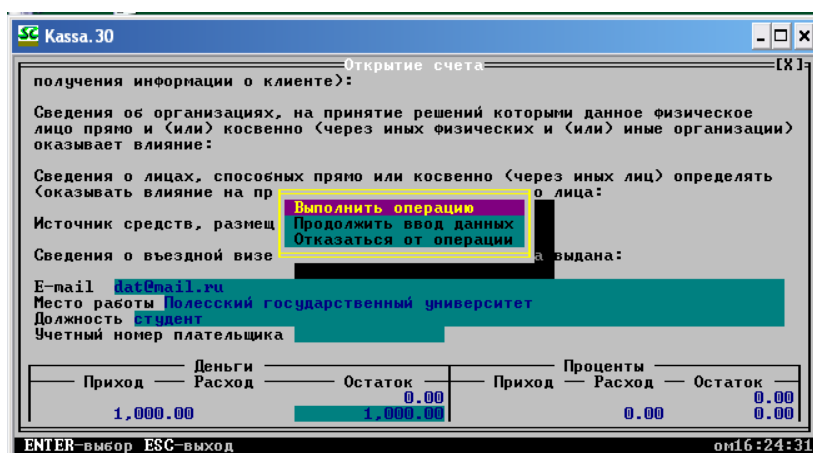 SC Kassa.30
Открытие счета [X]
получения информации о клиенте):
Сведения об организациях, на принятие решений которыми данное физическое
лицо прямо и (или) косвенно (через иных физических и (или) иные организации)
оказывает влияние:
Сведения о лицах, способных прямо или косвенно (через иных лиц) определять
(оказывать влияние на пр о лица:
Выполнить операцию
Источник средств, размещ Продолжить ввод данных
Отказаться от операции
Сведения о въездной визе а выдана:
E-mail dat@mail.ru
Место работы Полесский государственный университет
Должность студент
Учетный номер плательщика
Деньги Проценты
Приход Расход Остаток Приход Расход Остаток
0.00 0.00
1,000.00 1,000.00 0.00 0.00
ENTER-выбор ESC-выход ом16:24:31